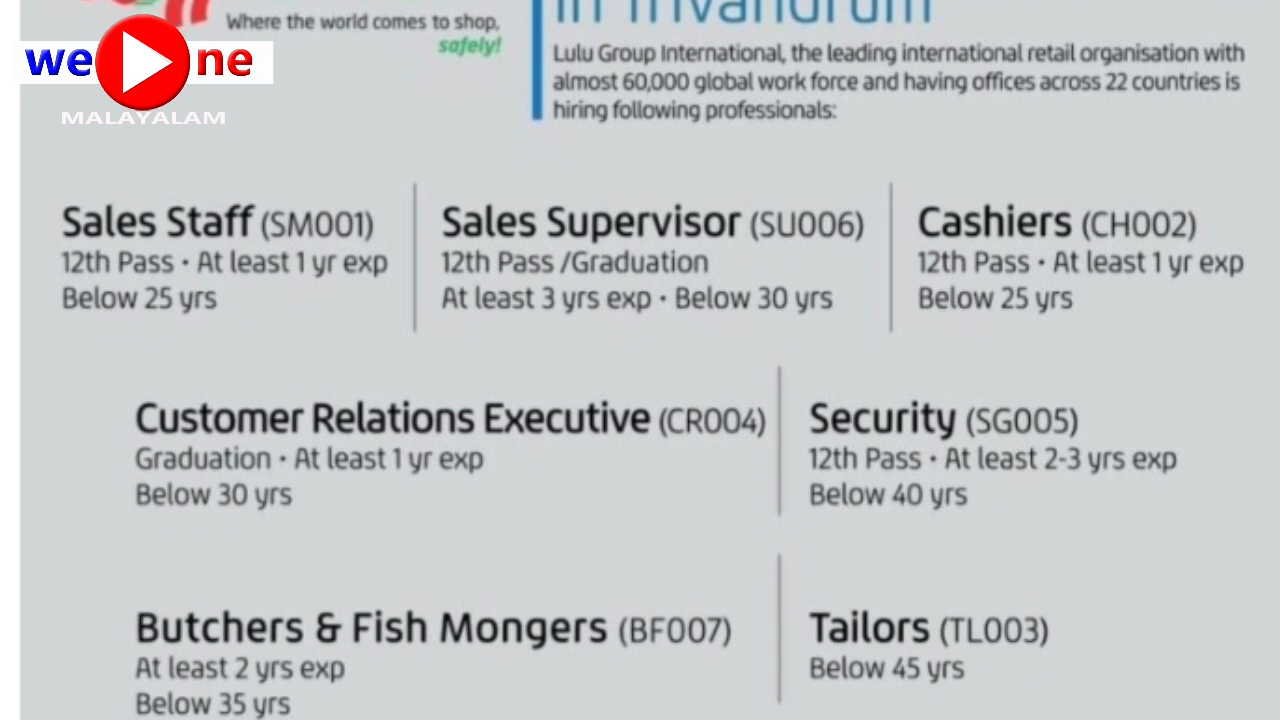 Where the world comes to shop,
safely!
we ne
MALAYALAM
in Trivandrum
Lulu Group International, the leading international retail organisation with
almost 60,000 global work force and having offices across 22 countries is
hiring following professionals:
Sales Staff (SM001)
12th Pass • At least 1 yr exp
Below 25 yrs
Sales Supervisor (SU006)
12th Pass /Graduation
At least 3 yrs exp • Below 30 yrs
Cashiers (CH002)
12th Pass • At least 1 yr exp
Below 25 yrs
Customer Relations Executive (CR004)
Graduation • At least 1 yr exp
Below 30 yrs
Security (SG005)
12th Pass • At least 2-3 yrs exp
Below 40 yrs
Butchers & Fish Mongers (BF007)
At least 2 yrs exp
Below 35 yrs
Tailors (TL003)
Below 45 yrs